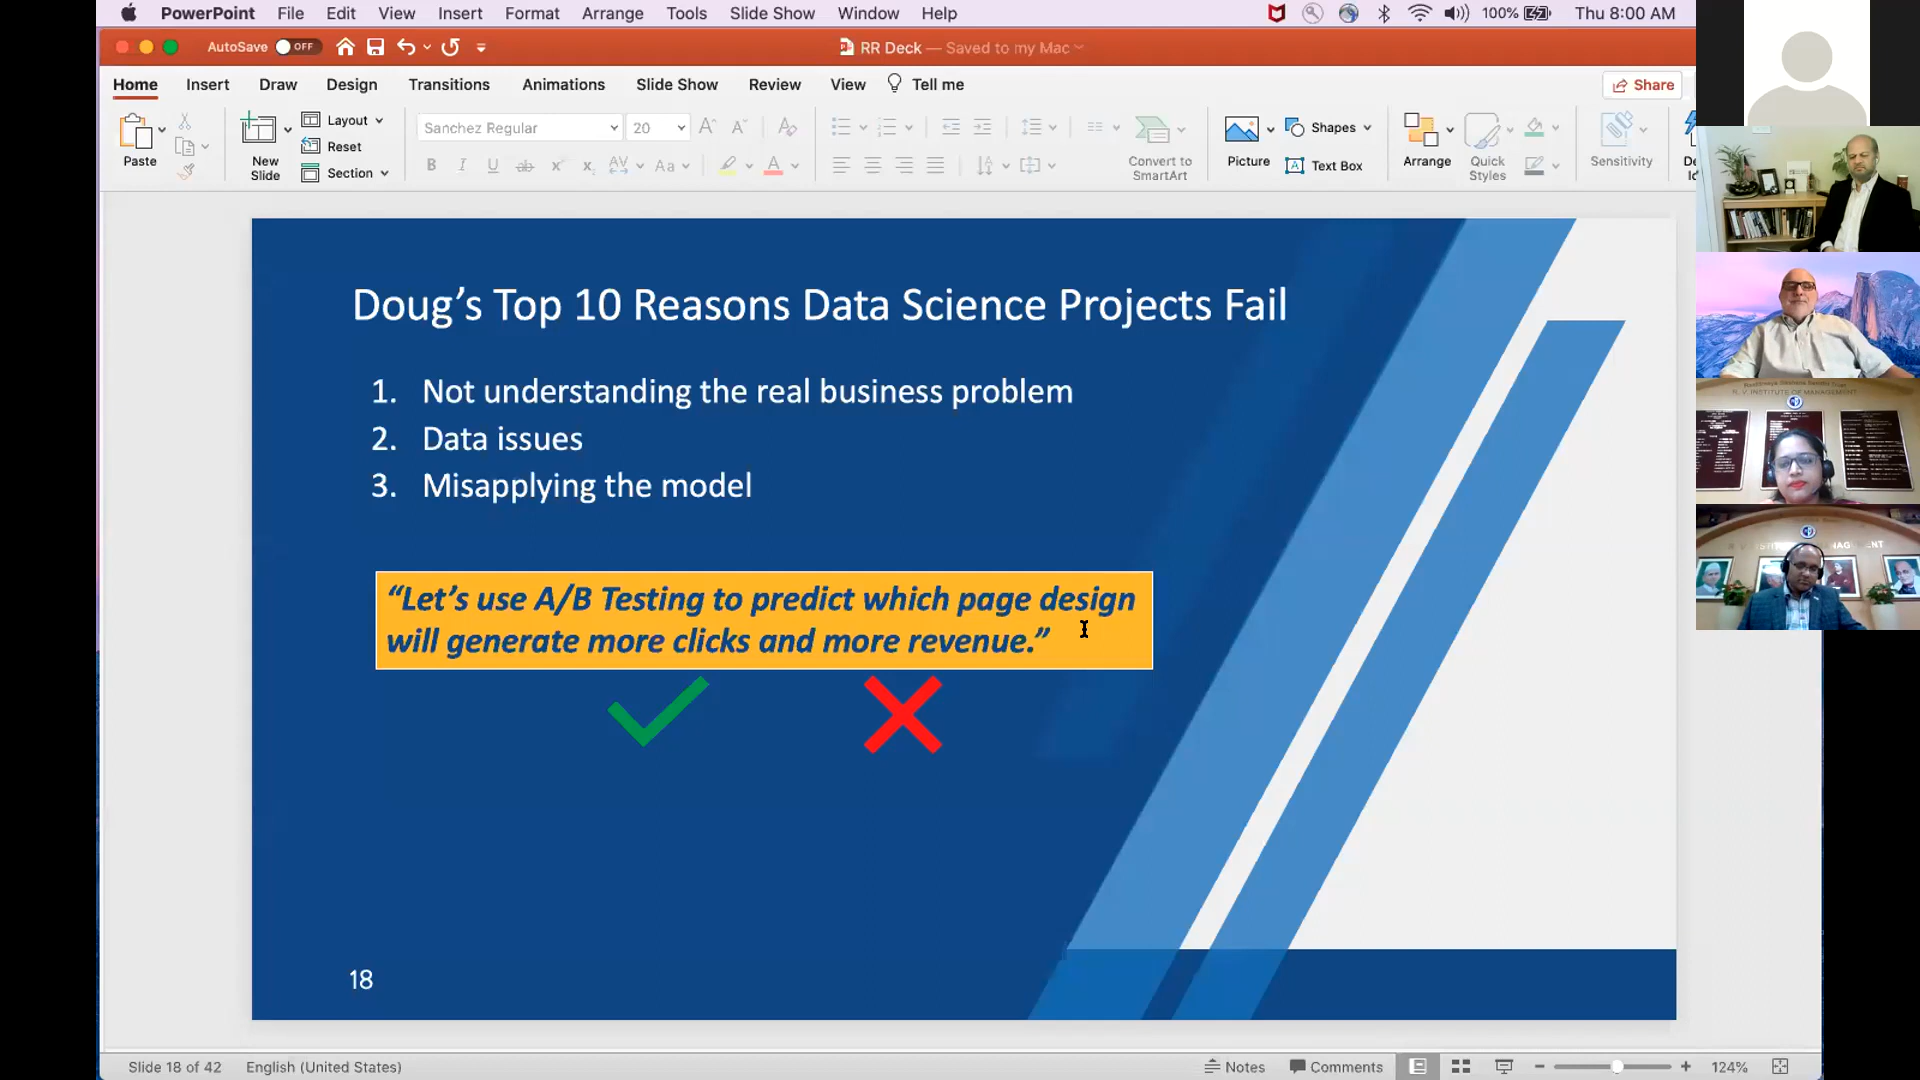 PowerPoint File Edit View Insert Format Arrange Tools Slide Show Window Help 100% Thu 8:00 AM
AutoSave OFF RR Deck — Saved to my Mac
Home Insert Draw Design Transitions Animations Slide Show Review View Tell me Share
Paste New Slide Layout Reset Section Sanchez Regular 20 Convert to SmartArt Picture Shapes Text Box Arrange Quick Styles Sensitivity
Doug’s Top 10 Reasons Data Science Projects Fail
1. Not understanding the real business problem
2. Data issues
3. Misapplying the model
“Let’s use A/B Testing to predict which page design
will generate more clicks and more revenue.”
18
Slide 18 of 42 English (United States) Notes Comments 124%